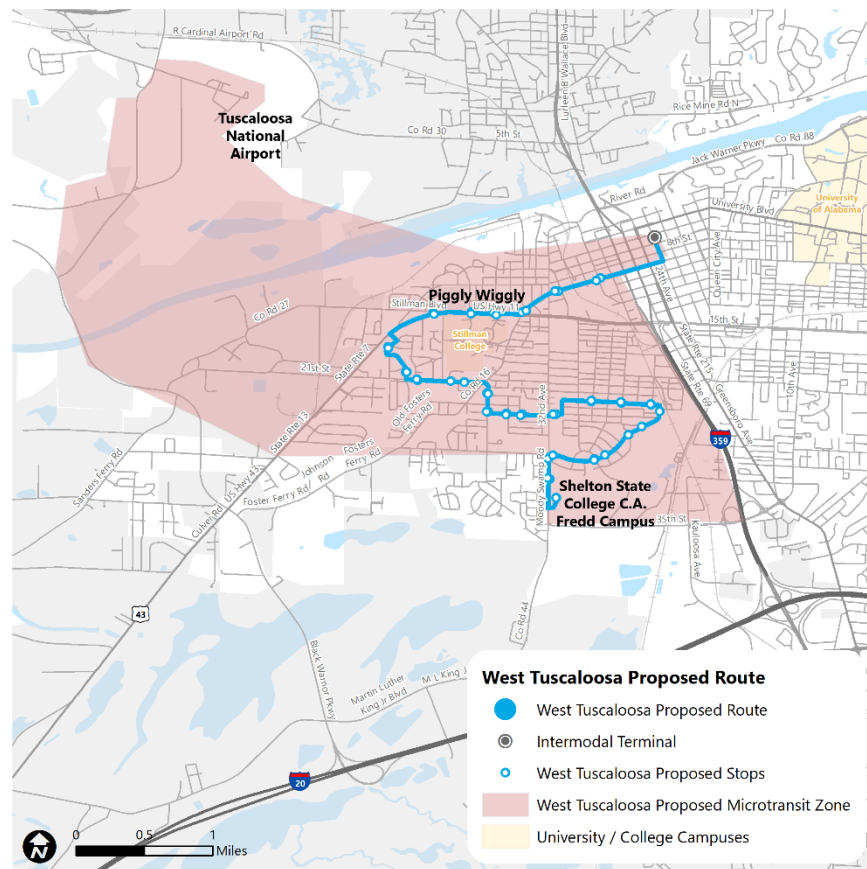 R Cardinal Airport Rd
Lurleen B Wallace Blvd
Tuscaloosa
National
Airport
Rice Mine Rd N
Co Rd 30
5th St
Co Rd 88
Jack Warner Pkwy
River Rd
University Blvd
University
of Alabama
8th St
Queen City Ave
24th Ave
Piggly Wiggly
Stillman Blvd
US Hwy 11
Co Rd 27
15th St
Stillman
College
State Rte 7
21st St
Co Rd 16
State Rte 215
State Rte 69
Greensboro Ave
10th Ave
Old Fosters
Ferry Rd
32nd Ave
State Rte 13
359
Johnson
Fosters
Ferry Rd
Rd
Sanders Ferry Rd
US Hwy 43
Culver Rd
Foster Ferry Rd
Moody Swamp Rd
Shelton State
College C.A.
Fredd Campus
35th St
Kauloosa Ave
43
Co Rd 44
Black Warrior Pkwy
Martin Luther
King Jr Blvd
M L King J
20
West Tuscaloosa Proposed Route
West Tuscaloosa Proposed Route
Intermodal Terminal
West Tuscaloosa Proposed Stops
West Tuscaloosa Proposed Microtransit Zone
University / College Campuses
N
0 0.5 1
Miles